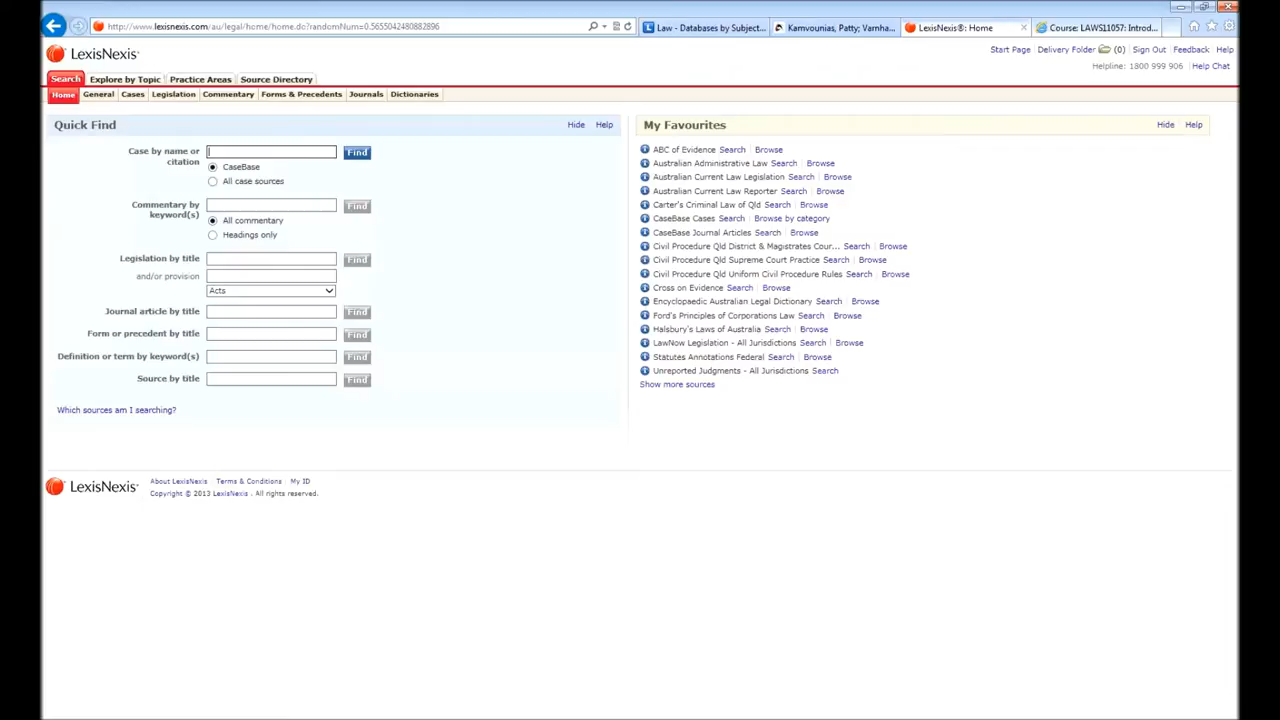 http://www.lexisnexis.com/au/legal/home/home.do?randomNum=0.5655042480882896
Law - Databases by Subject...
Kamvounias, Patty; Varnha...
LexisNexis®: Home
Course: LAWS11057: Introd...
LexisNexis®
Start Page Delivery Folder (0) Sign Out Feedback Help
Helpline: 1800 999 906 Help Chat
Search Explore by Topic Practice Areas Source Directory
Home General Cases Legislation Commentary Forms & Precedents Journals Dictionaries
Quick Find Hide Help
Case by name or citation Find
CaseBase
All case sources
Commentary by keyword(s) Find
All commentary
Headings only
Legislation by title Find
and/or provision
Acts
Journal article by title Find
Form or precedent by title Find
Definition or term by keyword(s) Find
Source by title Find
Which sources am I searching?
My Favourites Hide Help
ABC of Evidence Search Browse
Australian Administrative Law Search Browse
Australian Current Law Legislation Search Browse
Australian Current Law Reporter Search Browse
Carter's Criminal Law of Qld Search Browse
CaseBase Cases Search Browse by category
CaseBase Journal Articles Search Browse
Civil Procedure Qld District & Magistrates Cour... Search Browse
Civil Procedure Qld Supreme Court Practice Search Browse
Civil Procedure Qld Uniform Civil Procedure Rules Search Browse
Cross on Evidence Search Browse
Encyclopaedic Australian Legal Dictionary Search Browse
Ford's Principles of Corporations Law Search Browse
Halsbury's Laws of Australia Search Browse
LawNow Legislation - All Jurisdictions Search Browse
Statutes Annotations Federal Search Browse
Unreported Judgments - All Jurisdictions Search
Show more sources
LexisNexis®
About LexisNexis Terms & Conditions My ID
Copyright © 2013 LexisNexis . All rights reserved.